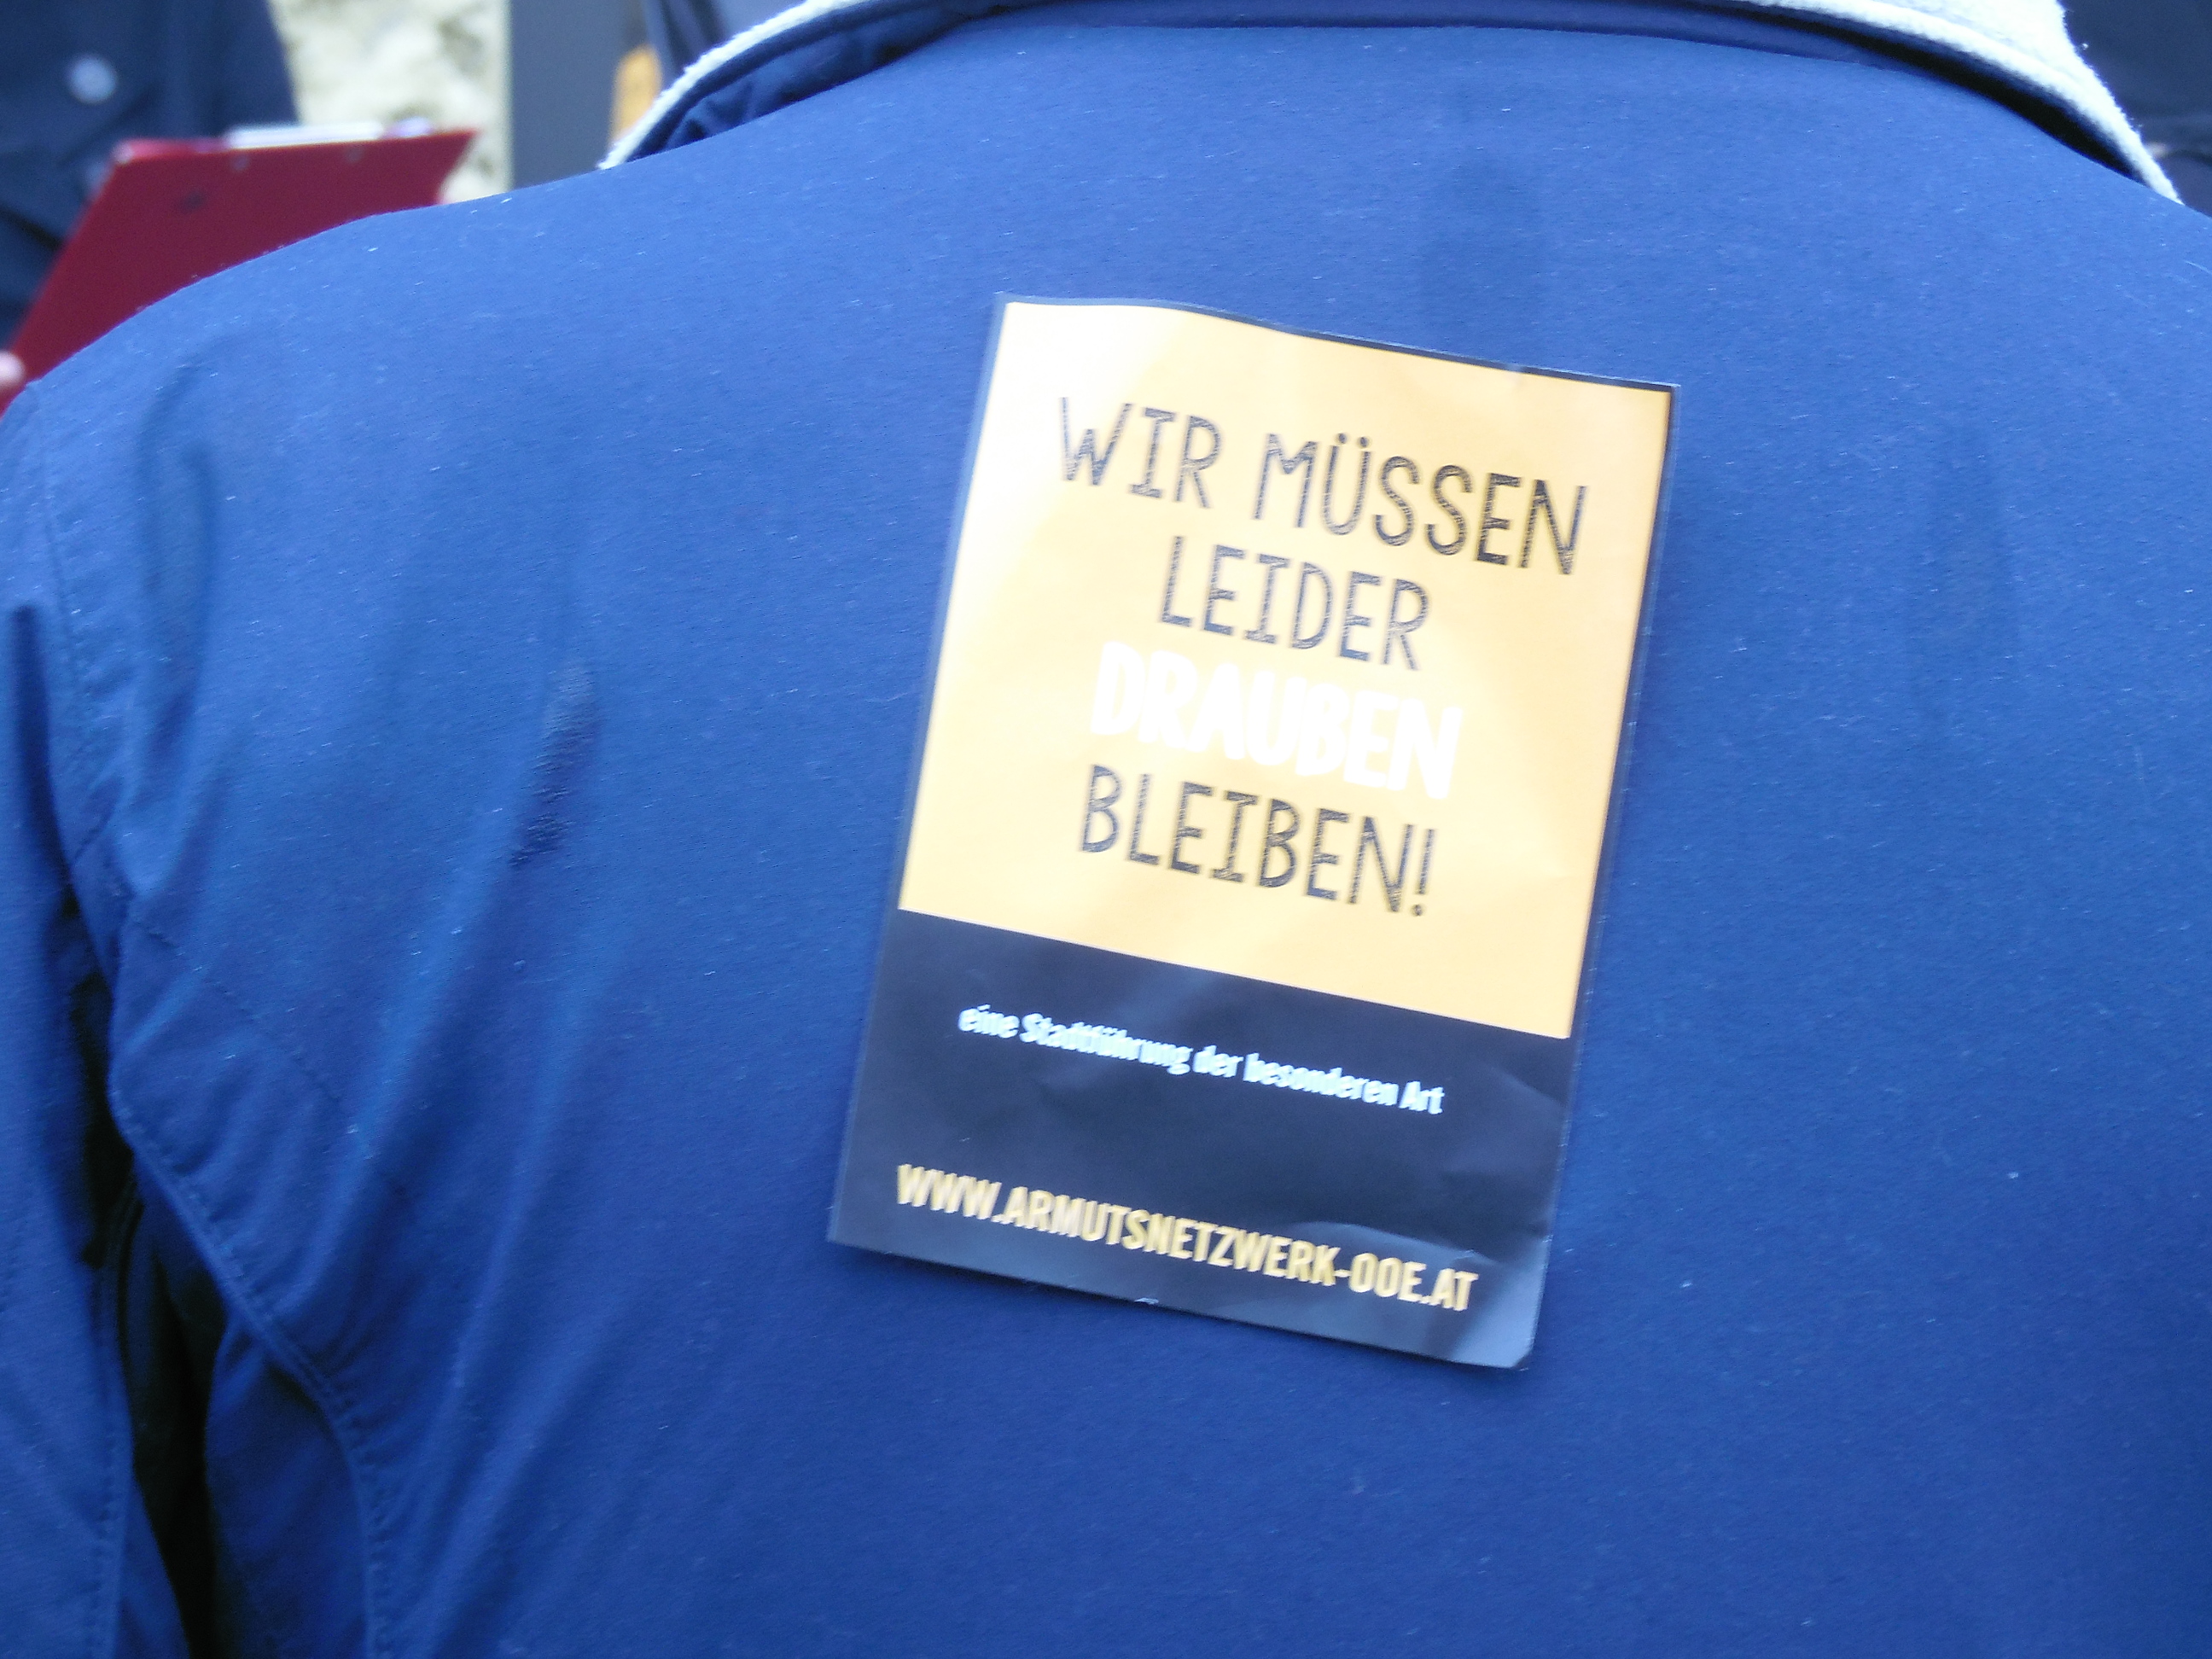 WIR MÜSSEN
LEIDER
DRAUßEN
BLEIBEN!
eine Stadtführung der besonderen Art
WWW.ARMUTSNETZWERK-OOE.AT